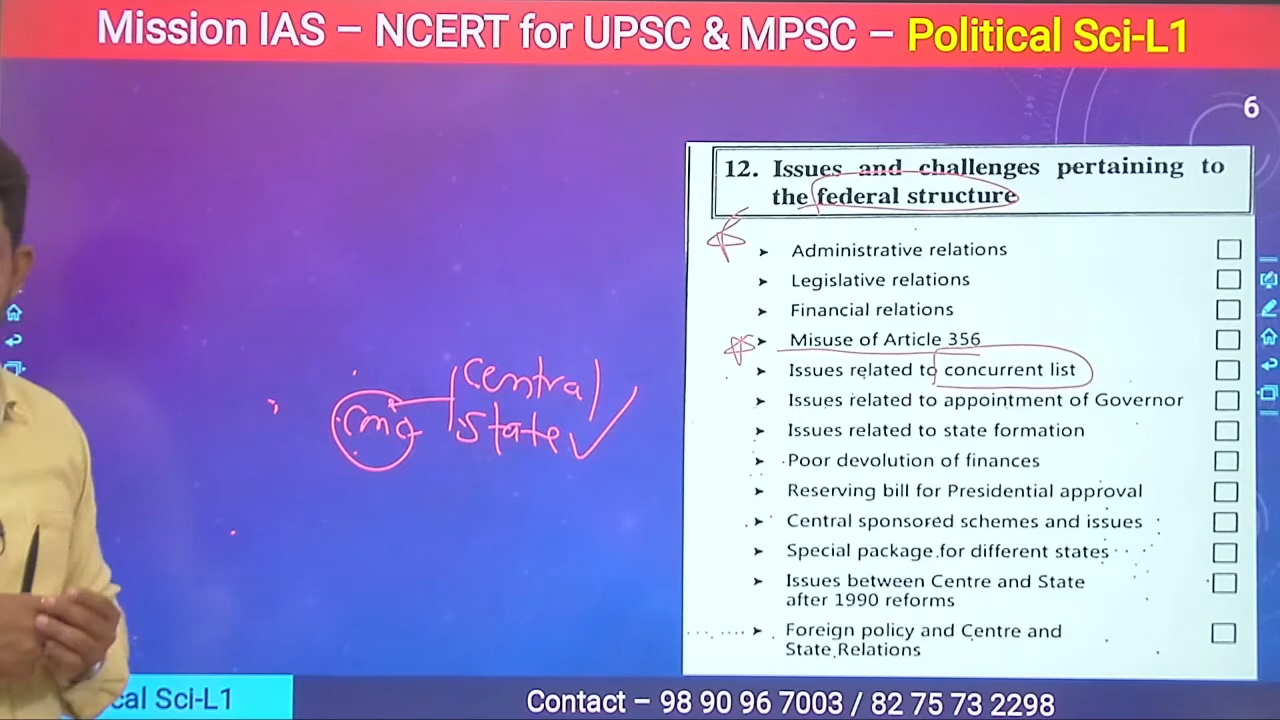 Mission IAS – NCERT for UPSC & MPSC – Political Sci-L1
6
12. Issues and challenges pertaining to
the federal structure
➤ Administrative relations
➤ Legislative relations
➤ Financial relations
➤ Misuse of Article 356
➤ Issues related to concurrent list
➤ Issues related to appointment of Governor
➤ Issues related to state formation
➤ Poor devolution of finances
➤ Reserving bill for Presidential approval
➤ Central sponsored schemes and issues
➤ Special package for different states
➤ Issues between Centre and State
after 1990 reforms
➤ Foreign policy and Centre and
State Relations
Central
State
cal Sci-L1
Contact – 98 90 96 7003 / 82 75 73 2298